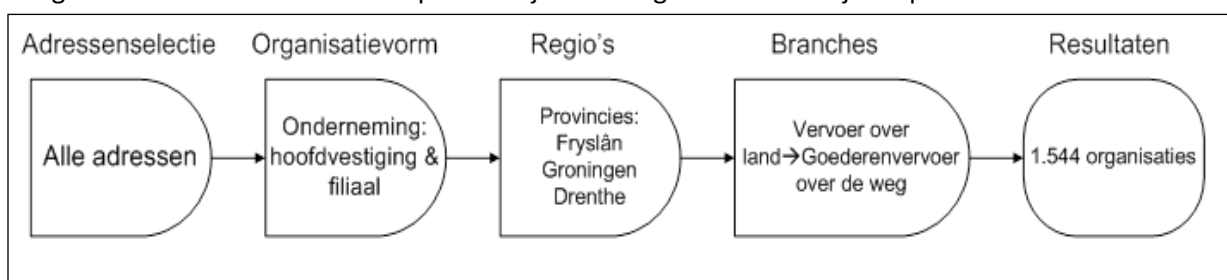 Adressenselectie
Organisatievorm
Regio's
Branches
Resultaten
Alle adressen
Onderneming:
hoofdvestiging &
filiaal
Provincies:
Fryslân
Groningen
Drenthe
Vervoer over
land→Goederenvervoer
over de weg
1.544 organisaties